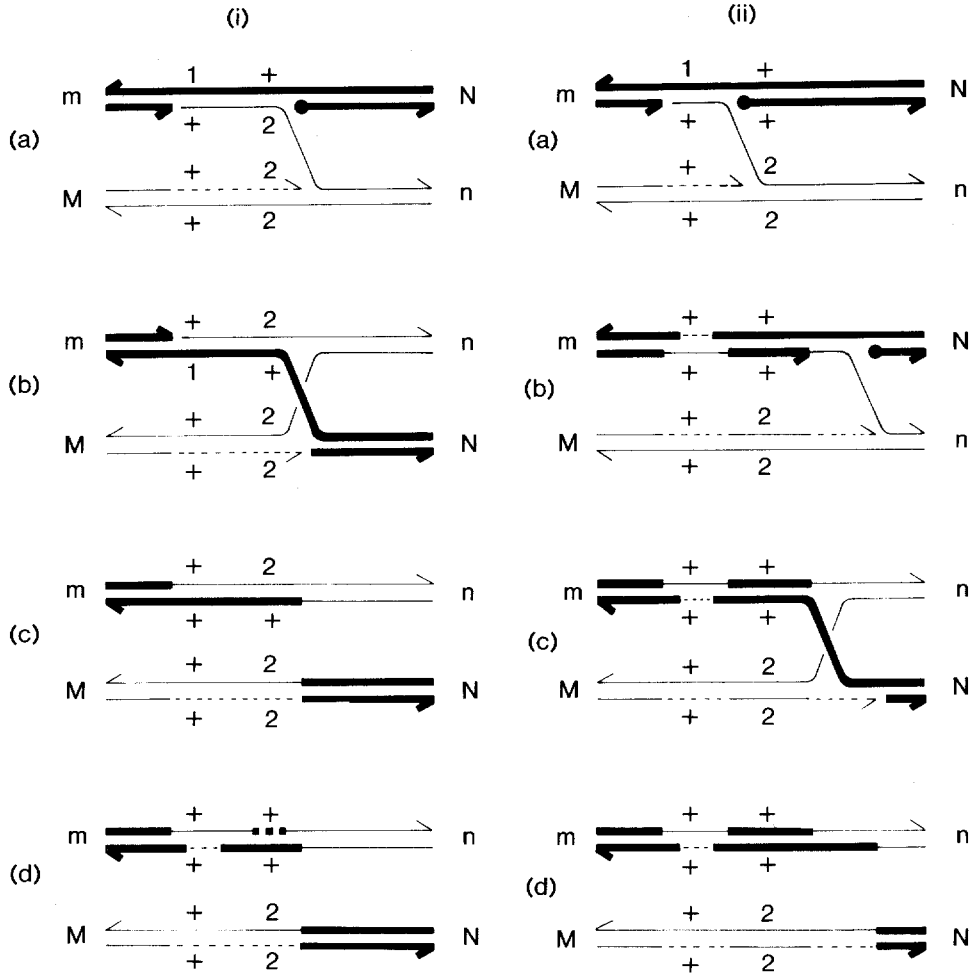 (i) (ii)
1 + 1 +
m N m N
(a) + 2 (a) + +
+ 2 + 2
M n M n
+ 2 + 2
+ 2 + +
m n m N
(b) 1 + (b) + +
+ 2 + 2
M N M n
+ 2 + 2
+ 2 + +
m n m n
(c) + + (c) + +
+ 2 + 2
M N M N
+ 2 + 2
+ + + +
m n m n
(d) + + (d) + +
+ 2 + 2
M N M N
+ 2 + 2